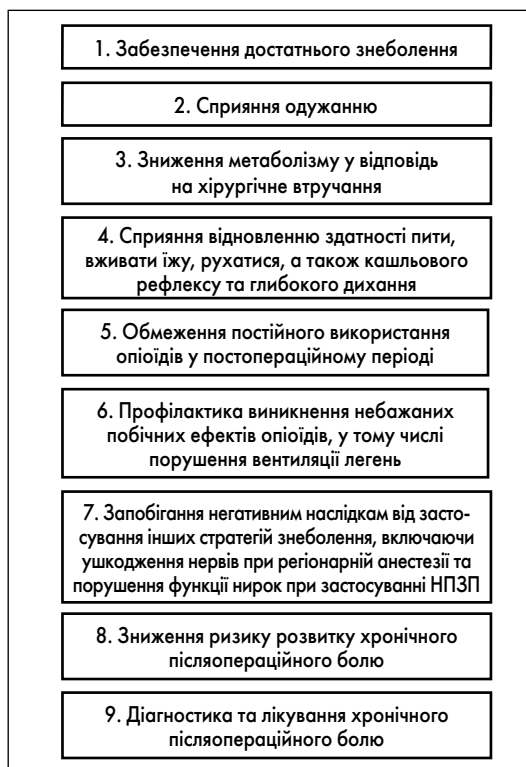 1. Забезпечення достатнього знеболення
2. Сприяння одужанню
3. Зниження метаболізму у відповідь
на хірургічне втручання
4. Сприяння відновленню здатності пити,
вживати їжу, рухатися, а також кашльового
рефлексу та глибокого дихання
5. Обмеження постійного використання
опіоїдів у постопераційному періоді
6. Профілактика виникнення небажаних
побічних ефектів опіоїдів, у тому числі
порушення вентиляції легень
7. Запобігання негативним наслідкам від засто-
сування інших стратегій знеболення, включаючи
ушкодження нервів при регіонарній анестезії та
порушення функції нирок при застосуванні НПЗП
8. Зниження ризику розвитку хронічного
післяопераційного болю
9. Діагностика та лікування хронічного
післяопераційного болю